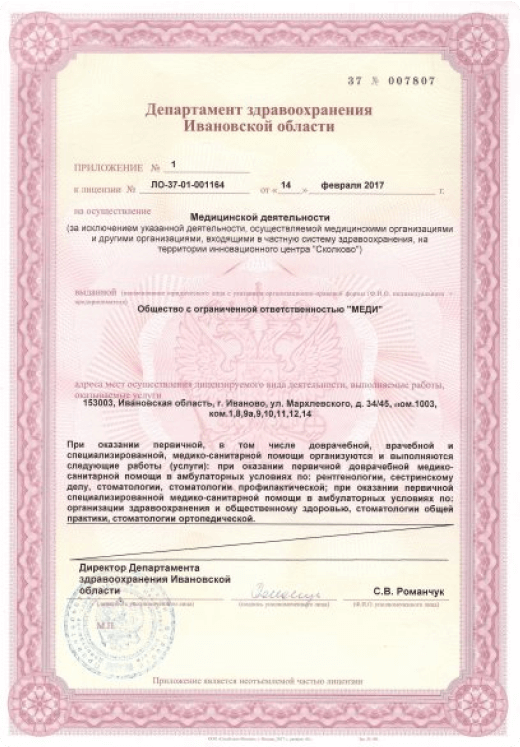 37 № 007807
Департамент здравоохранения
Ивановской области
ПРИЛОЖЕНИЕ № 1
к лицензии № ЛО-37-01-001164 от « 14 » февраля 2017 г.
на осуществление
Медицинской деятельности
(за исключением указанной деятельности, осуществляемой медицинскими организациями
и другими организациями, входящими в частную систему здравоохранения, на
территории инновационного центра "Сколково")
выданной (наименование юридического лица с указанием организационно-правовой формы (Ф.И.О. индивидуального
предпринимателя)
Общество с ограниченной ответственностью "МЕДИ"
адреса мест осуществления лицензируемого вида деятельности, выполняемые работы,
оказываемые услуги
153003, Ивановская область, г. Иваново, ул. Мархлевского, д. 34/45, пом.1003,
ком.1,8,9а,9,10,11,12,14
При оказании первичной, в том числе доврачебной, врачебной и
специализированной, медико-санитарной помощи организуются и выполняются
следующие работы (услуги): при оказании первичной доврачебной медико-
санитарной помощи в амбулаторных условиях по: рентгенологии, сестринскому
делу, стоматологии, стоматологии профилактической; при оказании первичной
специализированной медико-санитарной помощи в амбулаторных условиях по:
организации здравоохранения и общественному здоровью, стоматологии общей
практики, стоматологии ортопедической.
Директор Департамента
здравоохранения Ивановской
области С.В. Романчук
(должность уполномоченного лица) (подпись уполномоченного лица) (Ф.И.О. уполномоченного лица)
М.П.
Приложение является неотъемлемой частью лицензии